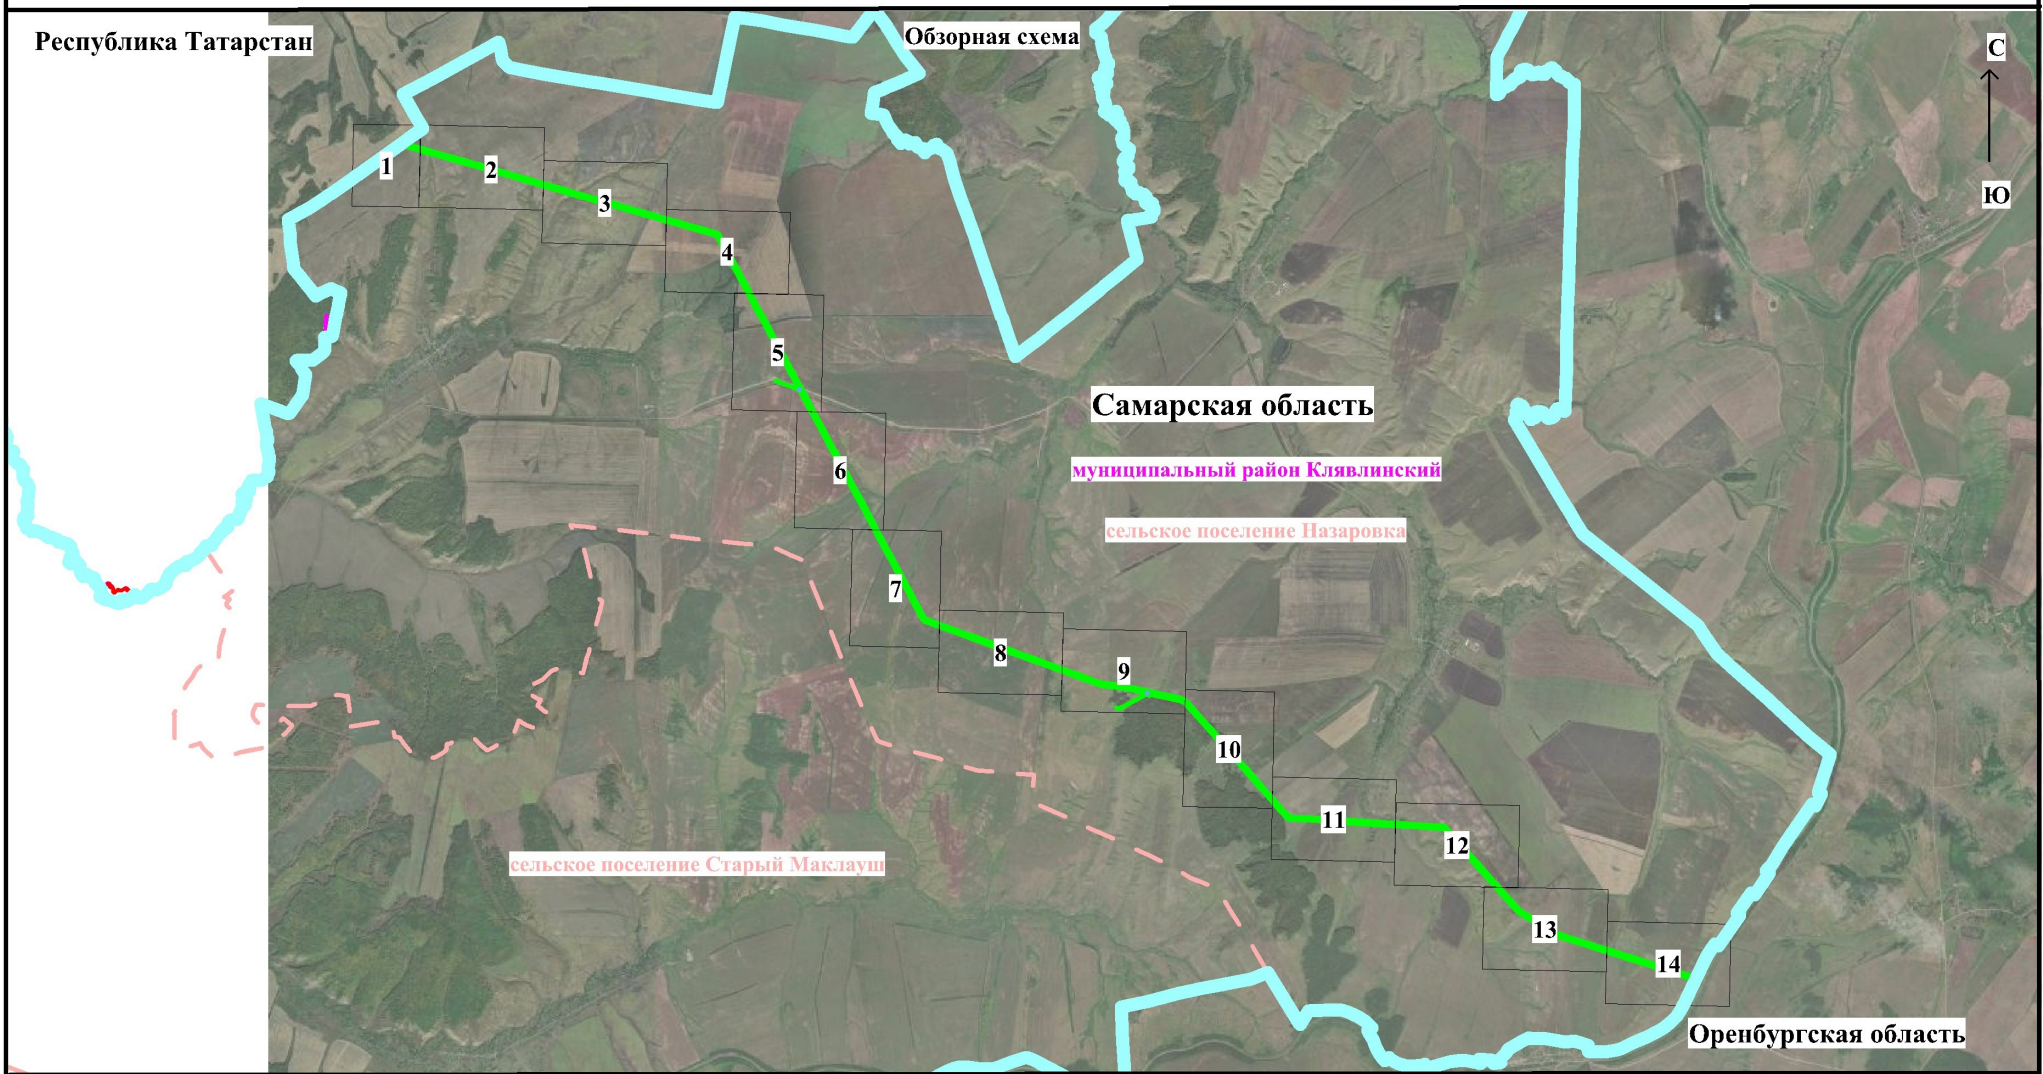 Республика Татарстан
Обзорная схема
С
Ю
1
2
3
4
5
6
7
8
9
10
11
12
13
14
Самарская область
муниципальный район Клявлинский
сельское поселение Назаровка
сельское поселение Старый Маклауш
Оренбургская область